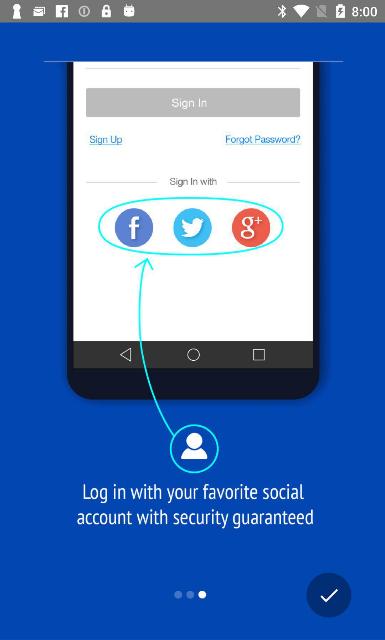 8:00
Sign In
Sign Up Forgot Password?
Sign In with
f g+
Log in with your favorite social
account with security guaranteed